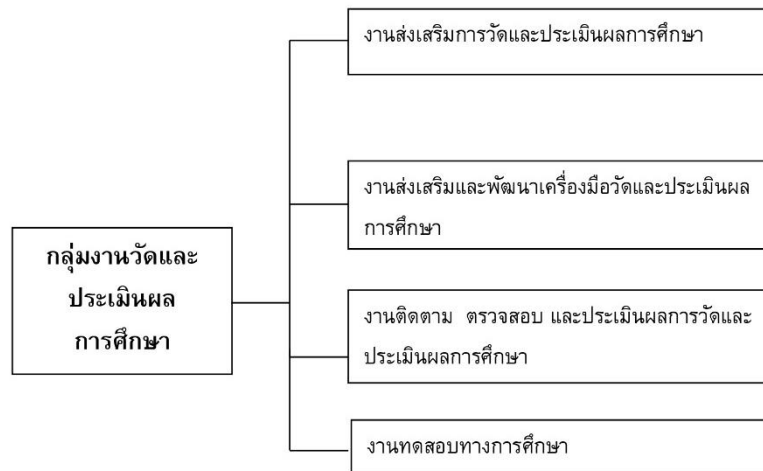 งานส่งเสริมการวัดและประเมินผลการศึกษา
งานส่งเสริมและพัฒนาเครื่องมือวัดและประเมินผล
การศึกษา
กลุ่มงานวัดและ
ประเมินผล
การศึกษา
งานติดตาม ตรวจสอบ และประเมินผลการวัดและ
ประเมินผลการศึกษา
งานทดสอบทางการศึกษา